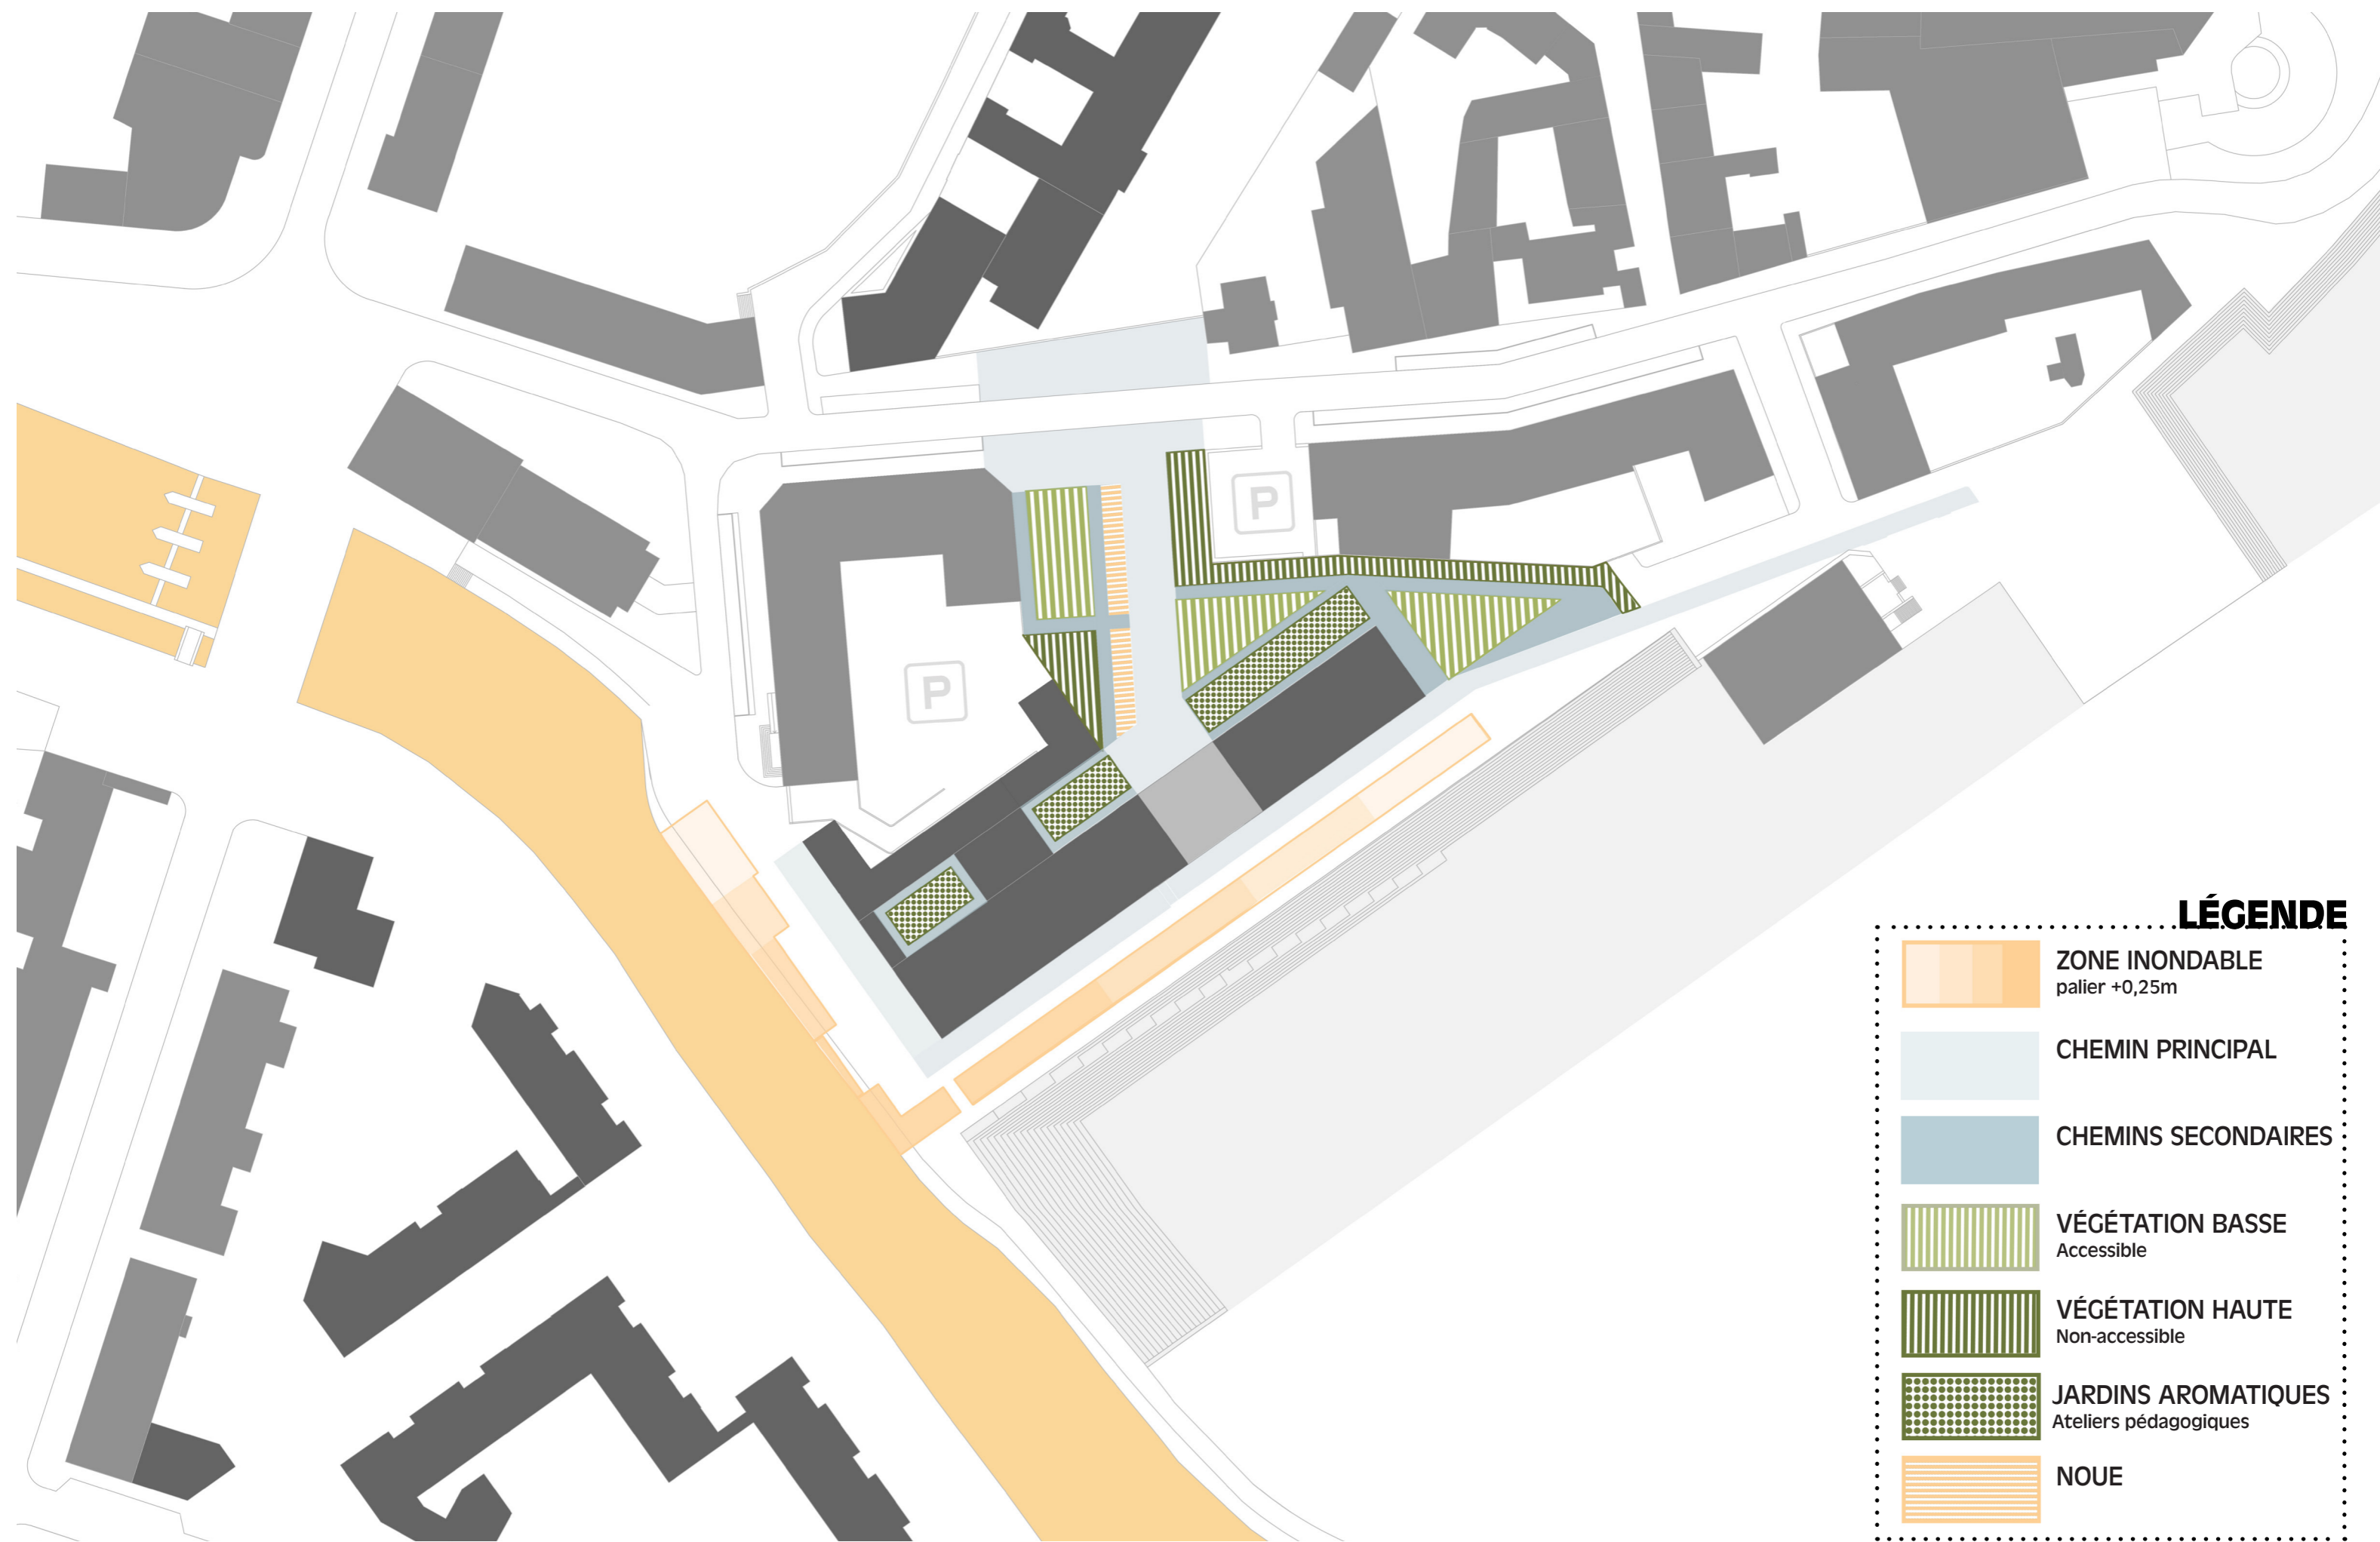 P
P
LÉGENDE
ZONE INONDABLE
palier +0,25m
CHEMIN PRINCIPAL
CHEMINS SECONDAIRES
VÉGÉTATION BASSE
Accessible
VÉGÉTATION HAUTE
Non-accessible
JARDINS AROMATIQUES
Ateliers pédagogiques
NOUE